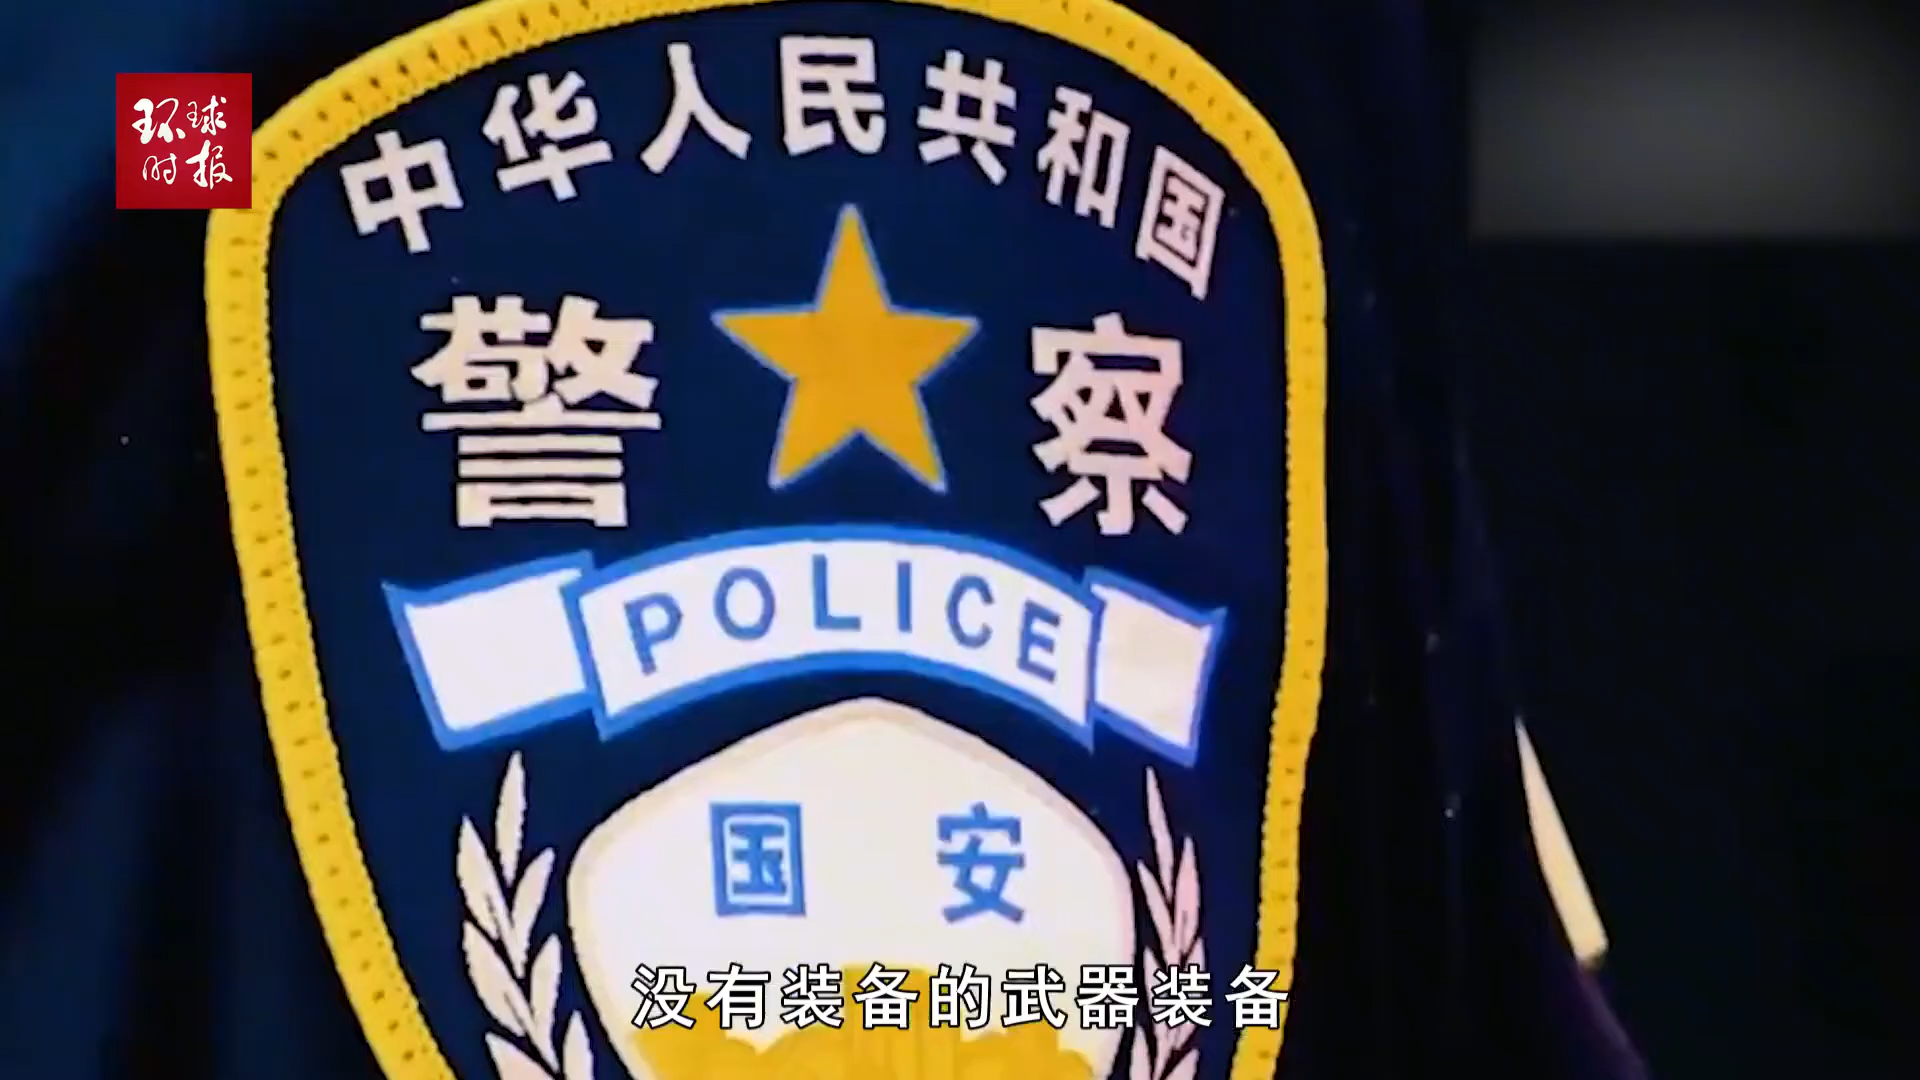 环球
时报
中华人民共和国
警 察
POLICE
国 安
没有装备的武器装备